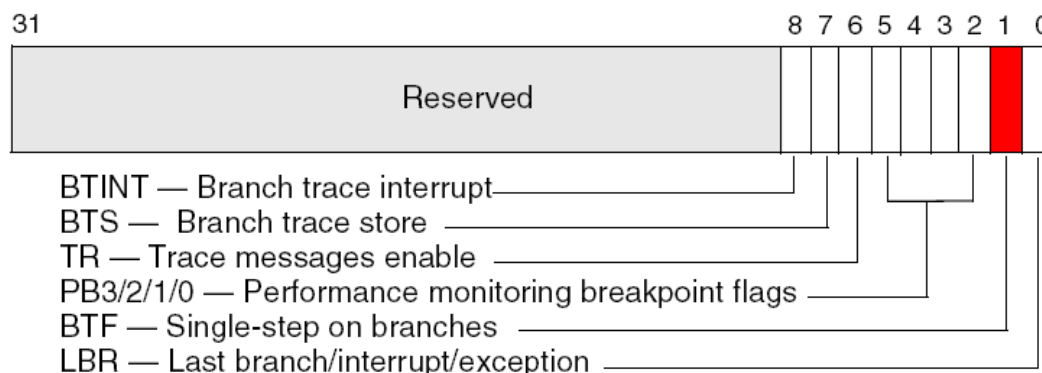 31 8 7 6 5 4 3 2 1 0
Reserved
BTINT — Branch trace interrupt
BTS — Branch trace store
TR — Trace messages enable
PB3/2/1/0 — Performance monitoring breakpoint flags
BTF — Single-step on branches
LBR — Last branch/interrupt/exception